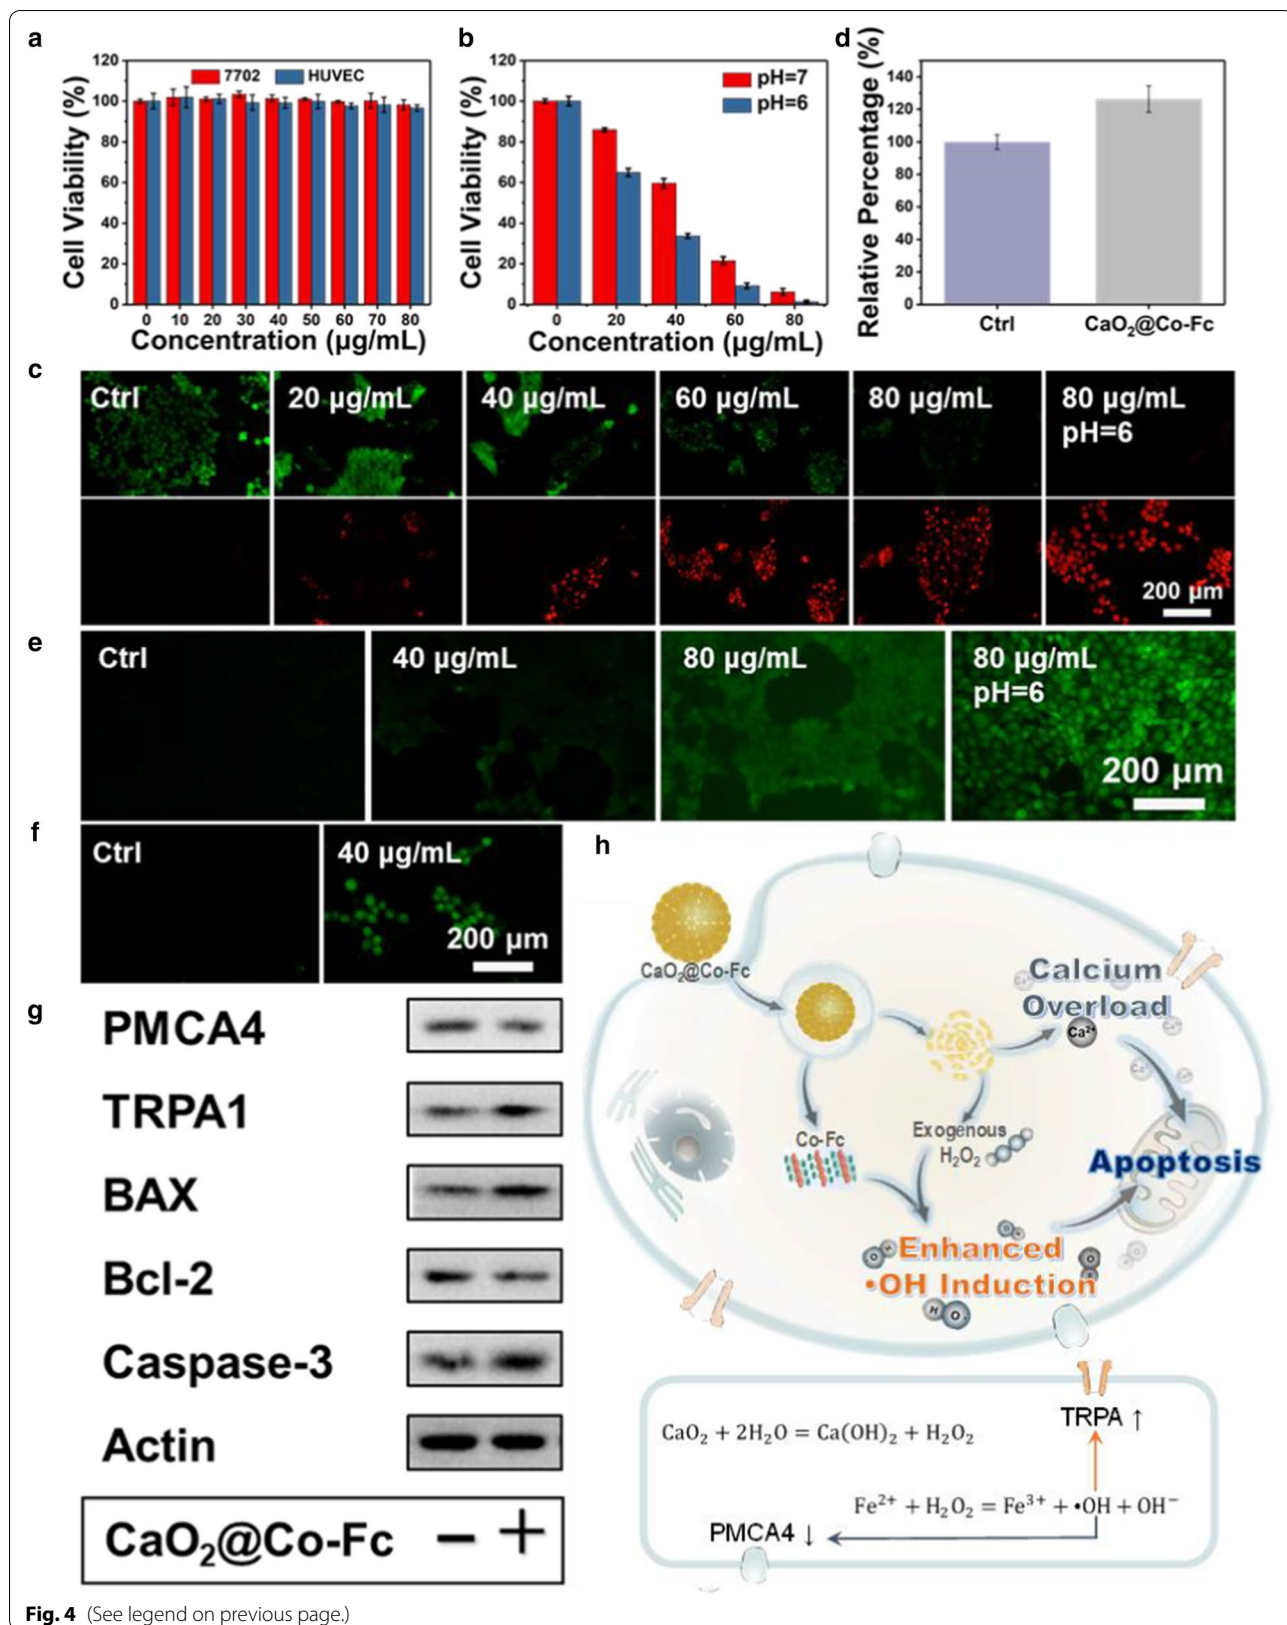 a
120
100
80
60
40
20
0
Cell Viability (%)
7702 HUVEC
0 10 20 30 40 50 60 70 80
Concentration (µg/mL)
b
120
100
80
60
40
20
0
Cell Viability (%)
pH=7
pH=6
0 20 40 60 80
Concentration (µg/mL)
d
140
120
100
80
60
40
20
0
Relative Percentage (%)
Ctrl CaO₂@Co-Fc
c
Ctrl 20 µg/mL 40 µg/mL 60 µg/mL 80 µg/mL 80 µg/mL
pH=6
200 µm
e
Ctrl 40 µg/mL 80 µg/mL 80 µg/mL
pH=6
200 µm
f
Ctrl 40 µg/mL
200 µm
g
PMCA4
TRPA1
BAX
Bcl-2
Caspase-3
Actin
CaO₂@Co-Fc − +
h
CaO₂@Co-Fc
Calcium
Overload
Ca²⁺
Co-Fc
Exogenous
H₂O₂
Apoptosis
Enhanced
•OH Induction
H O
TRPA ↑
CaO₂ + 2H₂O = Ca(OH)₂ + H₂O₂
Fe²⁺ + H₂O₂ = Fe³⁺ + •OH + OH⁻
PMCA4 ↓
Fig. 4 (See legend on previous page.)